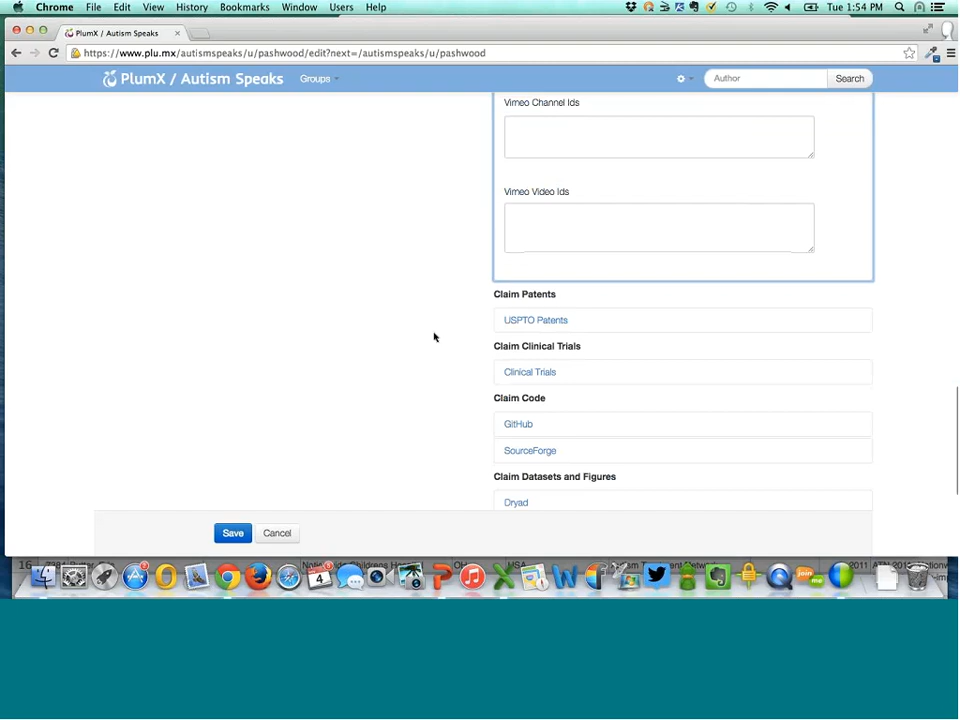 Chrome File Edit View History Bookmarks Window Users Help Tue 1:54 PM
PlumX / Autism Speaks
https://www.plu.mx/autismspeaks/u/pashwood/edit?next=/autismspeaks/u/pashwood
PlumX / Autism Speaks Groups Author Search
Vimeo Channel Ids
Vimeo Video Ids
Claim Patents
USPTO Patents
Claim Clinical Trials
Clinical Trials
Claim Code
GitHub
SourceForge
Claim Datasets and Figures
Dryad
Save Cancel